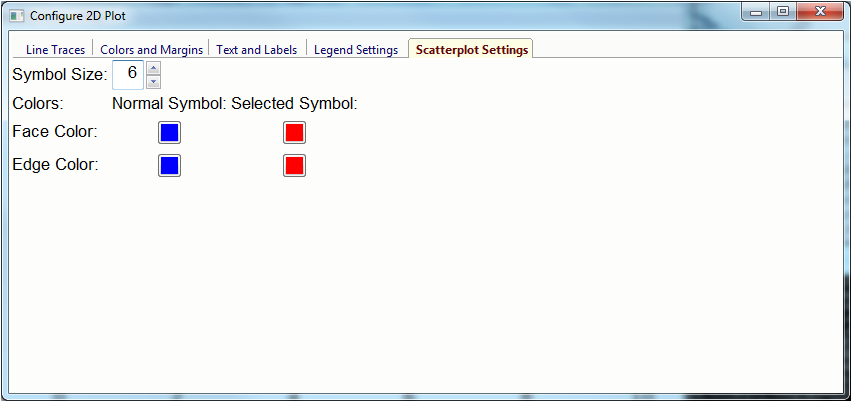 Configure 2D Plot
Line Traces Colors and Margins Text and Labels Legend Settings Scatterplot Settings
Symbol Size: 6
Colors: Normal Symbol: Selected Symbol:
Face Color:
Edge Color: